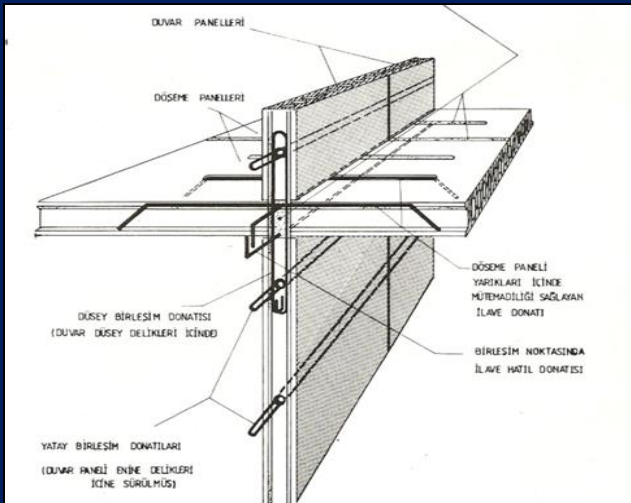 DUVAR PANELLERİ
DÖŞEME PANELLERİ
DÖŞEME PANELİ
YARIKLARI İÇİNDE
MÜTEMADİLİĞİ SAĞLAYAN
İLAVE DONATI
DÜŞEY BİRLEŞİM DONATISI
(DUVAR DÜŞEY DELİKLERİ İÇİNDE)
BİRLEŞİM NOKTASINDA
İLAVE HATIL DONATISI
YATAY BİRLEŞİM DONATILARI
(DUVAR PANELİ ENİNE DELİKLERİ
İÇİNE SÜRÜLMÜŞ)